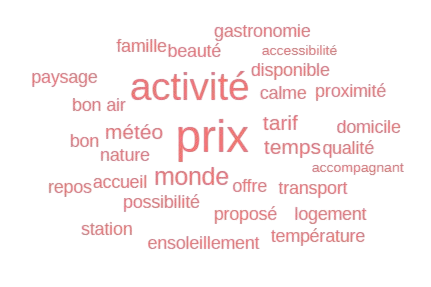 gastronomie
famille beauté accessibilité
paysage activité disponible
bon air calme proximité
météo prix tarif domicile
bon temps qualité
nature accompagnant
repos accueil monde offre transport
possibilité
proposé logement
station ensoleillement température